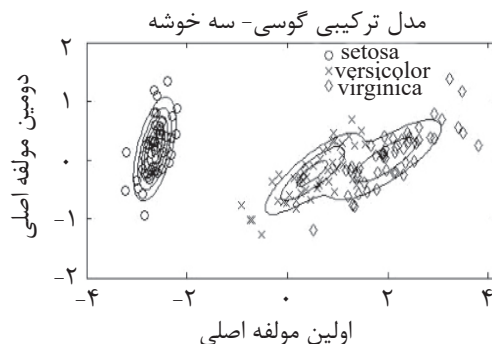 مدل ترکیبی گوسی- سه خوشه
setosa
versicolor
virginica
دومین مولفه اصلی
۲
۱
۰
-۱
-۲
-۴
-۲
۰
۲
۴
اولین مولفه اصلی